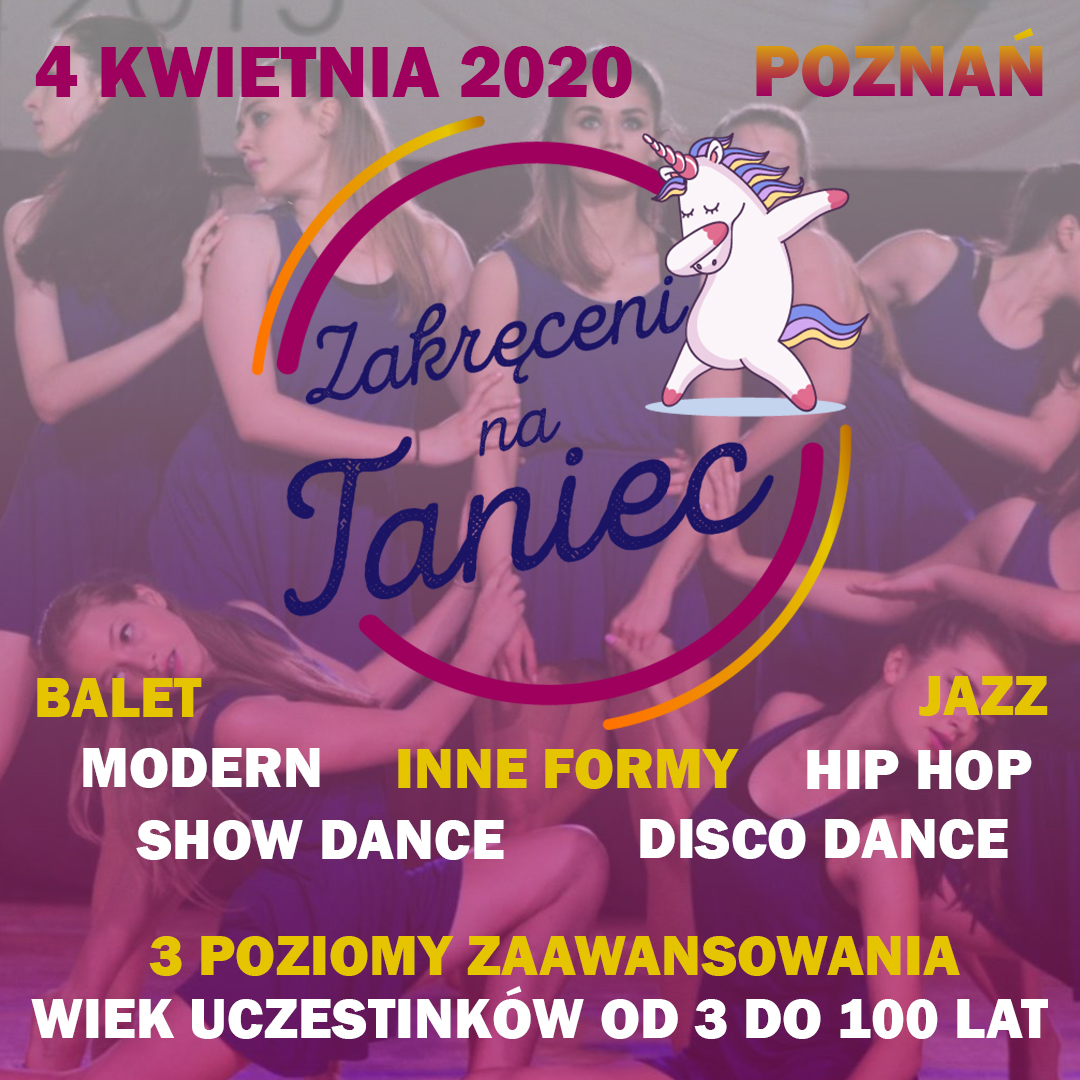 2015
4 KWIETNIA 2020 POZNAŃ
Zakręceni
na
Taniec
BALET JAZZ
MODERN INNE FORMY HIP HOP
SHOW DANCE DISCO DANCE
3 POZIOMY ZAAWANSOWANIA
WIEK UCZESTINKÓW OD 3 DO 100 LAT